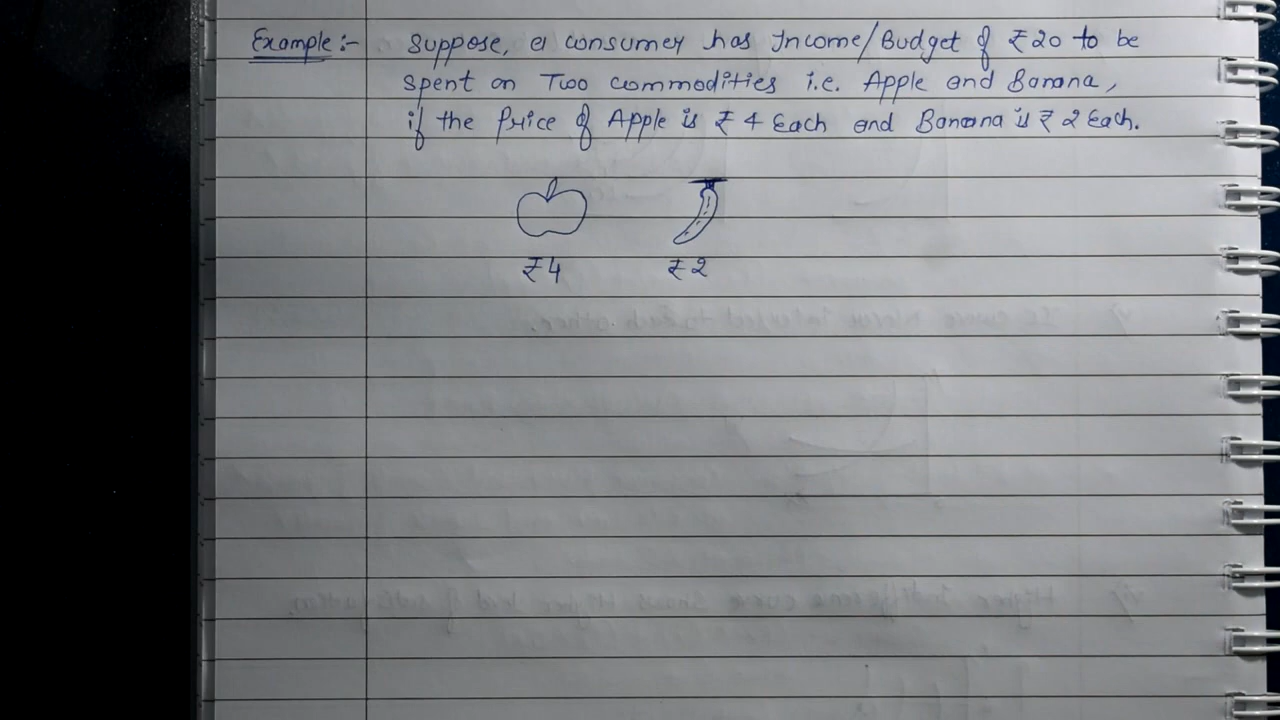 Example:- Suppose, a consumer has Income/Budget of ₹20 to be
spent on Two commodities i.e. Apple and Banana,
if the Price of Apple is ₹ 4 Each and Banana is ₹ 2 Each.
₹4 ₹2